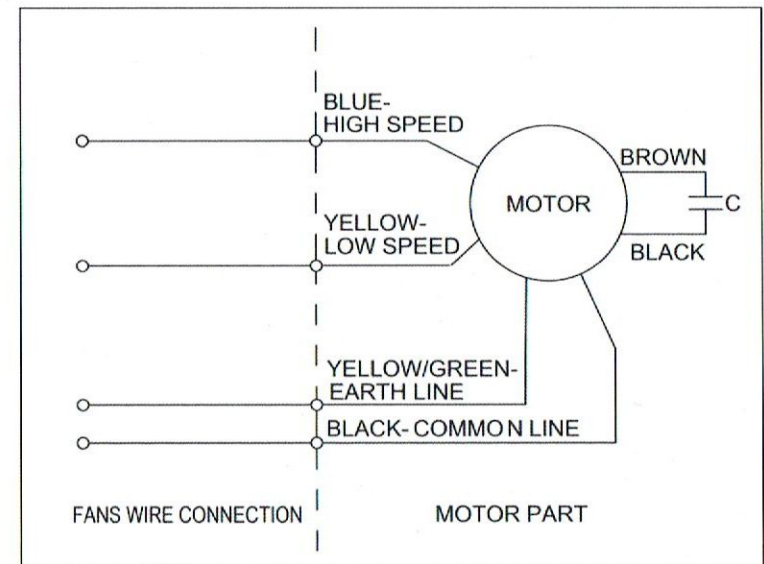 BLUE-
HIGH SPEED
BROWN
MOTOR
C
YELLOW-
LOW SPEED
BLACK
YELLOW/GREEN-
EARTH LINE
BLACK- COMMON LINE
FANS WIRE CONNECTION
MOTOR PART